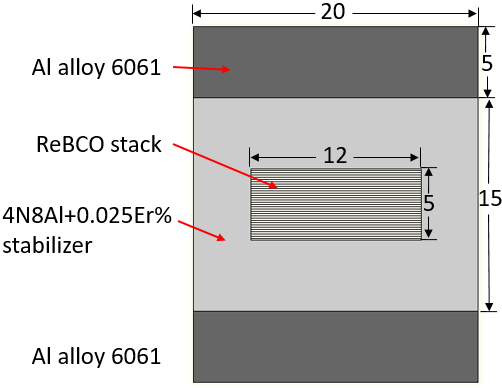 20
Al alloy 6061
5
ReBCO stack
12
4N8Al+0.025Er%
stabilizer
5
15
Al alloy 6061